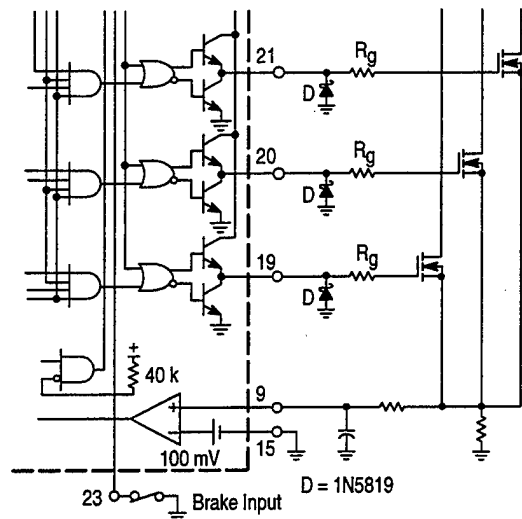 21
Rg
D
20
Rg
D
19
Rg
D
+
40 k
9
+
100 mV
15
D = 1N5819
23
Brake Input